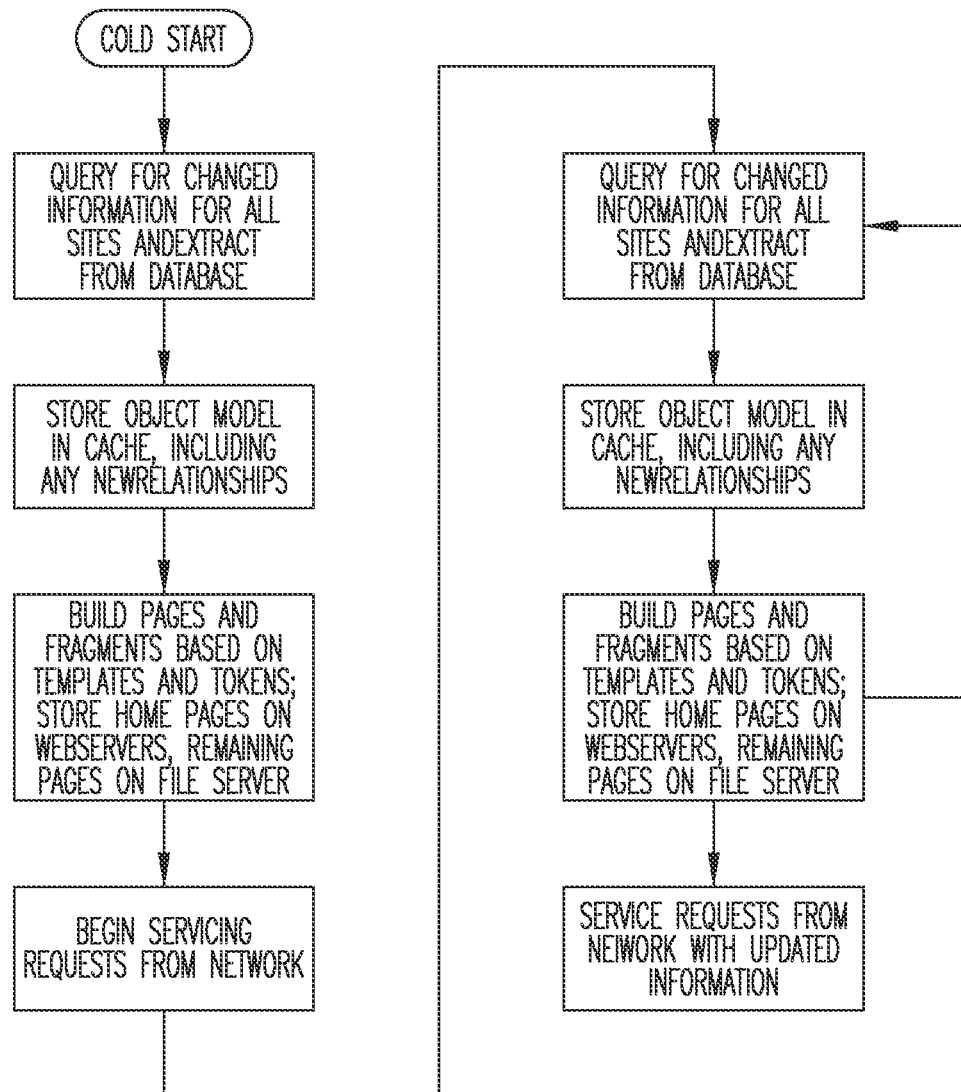 COLD START
QUERY FOR CHANGED
INFORMATION FOR ALL
SITES ANDEXTRACT
FROM DATABASE
STORE OBJECT MODEL
IN CACHE, INCLUDING
ANY NEWRELATIONSHIPS
BUILD PAGES AND
FRAGMENTS BASED ON
TEMPLATES AND TOKENS;
STORE HOME PAGES ON
WEBSERVERS, REMAINING
PAGES ON FILE SERVER
BEGIN SERVICING
REQUESTS FROM NETWORK
QUERY FOR CHANGED
INFORMATION FOR ALL
SITES ANDEXTRACT
FROM DATABASE
STORE OBJECT MODEL IN
CACHE, INCLUDING ANY
NEWRELATIONSHIPS
BUILD PAGES AND
FRAGMENTS BASED ON
TEMPLATES AND TOKENS;
STORE HOME PAGES ON
WEBSERVERS, REMAINING
PAGES ON FILE SERVER
SERVICE REQUESTS FROM
NEIWORK WITH UPDATED
INFORMATION